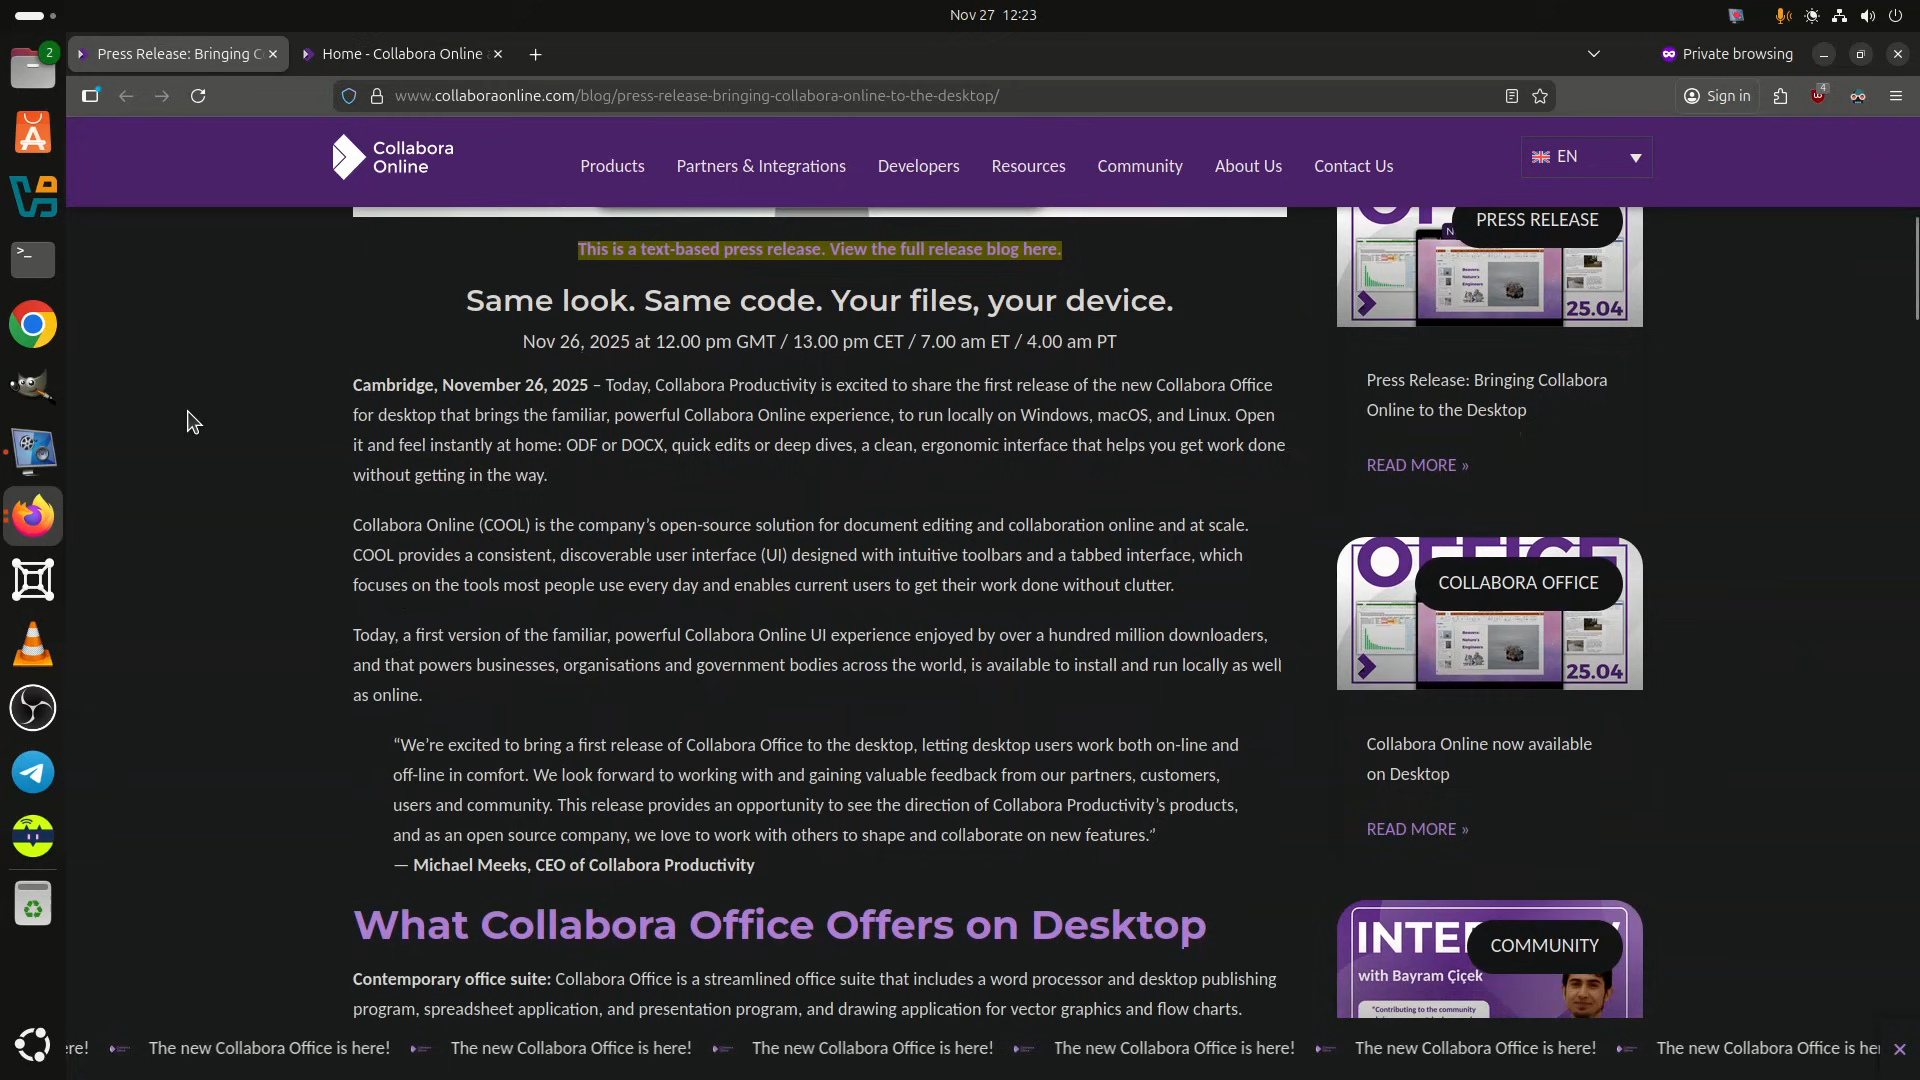 Nov 27 12:23
2
Press Release: Bringing C
Home - Collabora Online
Private browsing
www.collaboraonline.com/blog/press-release-bringing-collabora-online-to-the-desktop/
Sign in
4
Collabora
Online
Products
Partners & Integrations
Developers
Resources
Community
About Us
Contact Us
EN
This is a text-based press release. View the full release blog here.
Same look. Same code. Your files, your device.
Nov 26, 2025 at 12.00 pm GMT / 13.00 pm CET / 7.00 am ET / 4.00 am PT
Cambridge, November 26, 2025 – Today, Collabora Productivity is excited to share the first release of the new Collabora Office
for desktop that brings the familiar, powerful Collabora Online experience, to run locally on Windows, macOS, and Linux. Open
it and feel instantly at home: ODF or DOCX, quick edits or deep dives, a clean, ergonomic interface that helps you get work done
without getting in the way.
Collabora Online (COOL) is the company’s open-source solution for document editing and collaboration online and at scale.
COOL provides a consistent, discoverable user interface (UI) designed with intuitive toolbars and a tabbed interface, which
focuses on the tools most people use every day and enables current users to get their work done without clutter.
Today, a first version of the familiar, powerful Collabora Online UI experience enjoyed by over a hundred million downloaders,
and that powers businesses, organisations and government bodies across the world, is available to install and run locally as well
as online.
“We’re excited to bring a first release of Collabora Office to the desktop, letting desktop users work both on-line and
off-line in comfort. We look forward to working with and gaining valuable feedback from our partners, customers,
users and community. This release provides an opportunity to see the direction of Collabora Productivity’s products,
and as an open source company, we love to work with others to shape and collaborate on new features.”
— Michael Meeks, CEO of Collabora Productivity
What Collabora Office Offers on Desktop
Contemporary office suite: Collabora Office is a streamlined office suite that includes a word processor and desktop publishing
program, spreadsheet application, and presentation program, and drawing application for vector graphics and flow charts.
PRESS RELEASE
25.04
Press Release: Bringing Collabora
Online to the Desktop
READ MORE »
OFFICE
COLLABORA OFFICE
25.04
Collabora Online now available
on Desktop
READ MORE »
COMMUNITY
with Bayram Çiçek
"Contributing to the community
ere! The new Collabora Office is here! The new Collabora Office is here! The new Collabora Office is here! The new Collabora Office is here! The new Collabora Office is here! The new Collabora Office is he